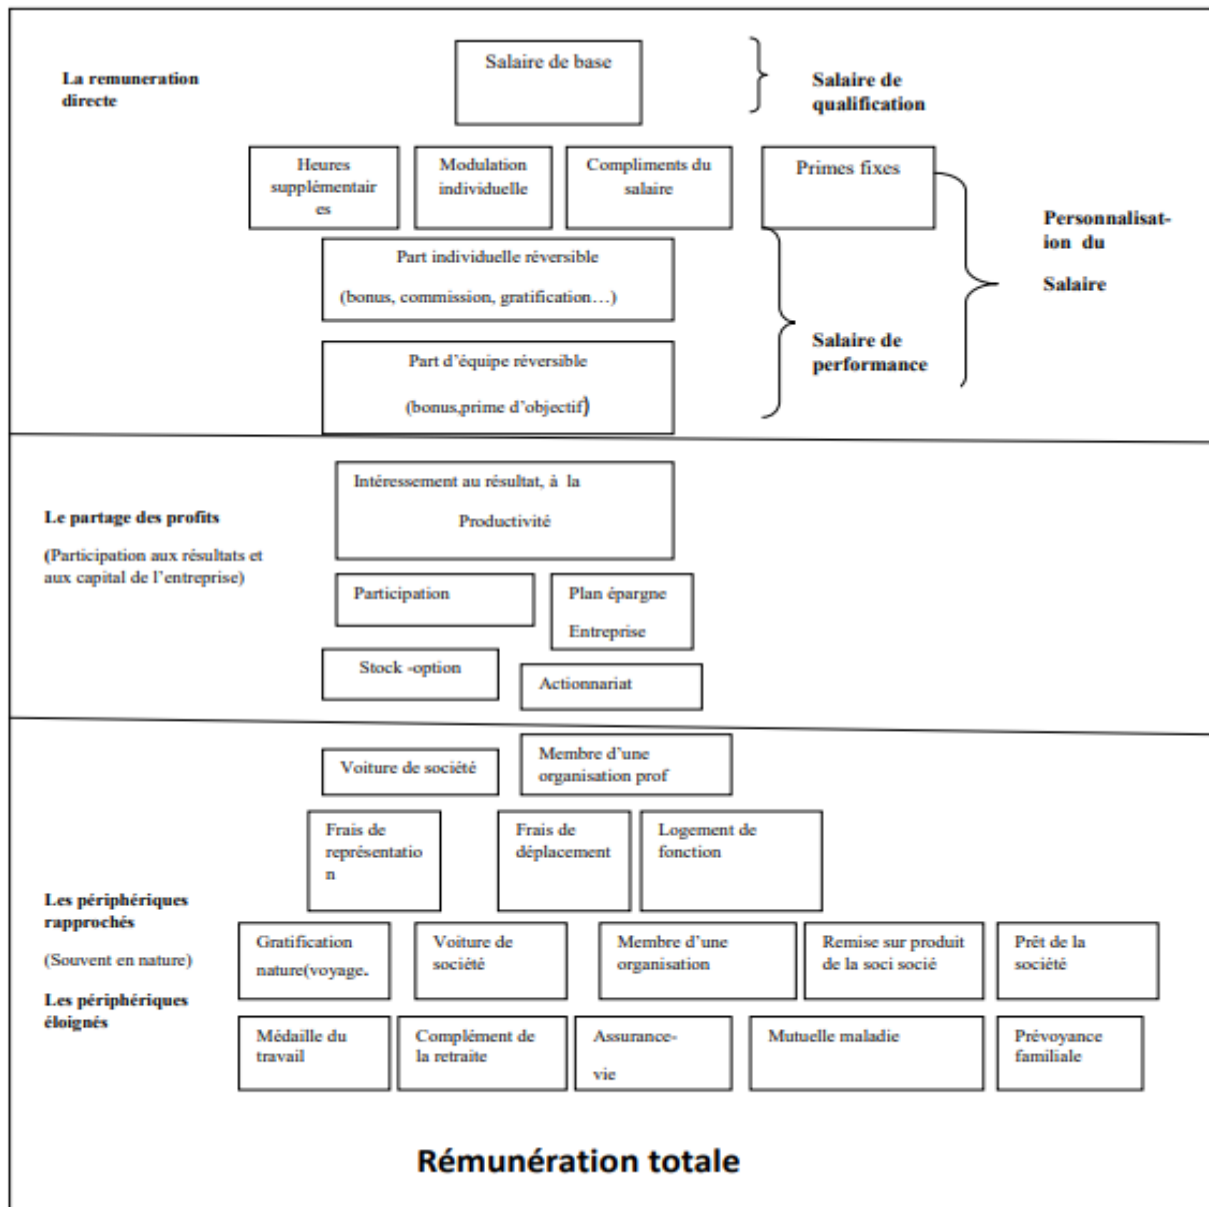 La remuneration
directe
Salaire de base
Salaire de
qualification
Heures
supplémentair
es
Modulation
individuelle
Compliments du
salaire
Primes fixes
Personnalisat-
ion du
Salaire
Part individuelle réversible
(bonus, commission, gratification…)
Salaire de
performance
Part d’équipe réversible
(bonus,prime d’objectif)
Le partage des profits
(Participation aux résultats et
aux capital de l’entreprise)
Intéressement au résultat, à la
Productivité
Participation
Plan épargne
Entreprise
Stock -option
Actionnariat
Voiture de société
Membre d’une
organisation prof
Frais de
représentatio
n
Frais de
déplacement
Logement de
fonction
Les périphériques
rapprochés
(Souvent en nature)
Les périphériques
éloignés
Gratification
nature(voyage.
Voiture de
société
Membre d’une
organisation
Remise sur produit
de la soci socié
Prêt de la
société
Médaille du
travail
Complément de
la retraite
Assurance-
vie
Mutuelle maladie
Prévoyance
familiale
Rémunération totale